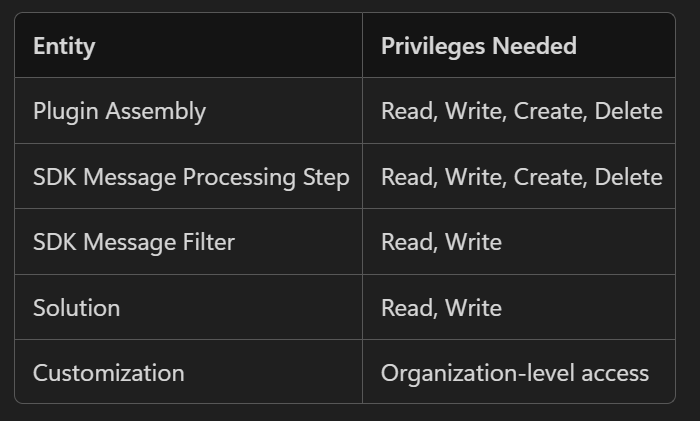 Entity Privileges Needed
Plugin Assembly Read, Write, Create, Delete
SDK Message Processing Step Read, Write, Create, Delete
SDK Message Filter Read, Write
Solution Read, Write
Customization Organization-level access